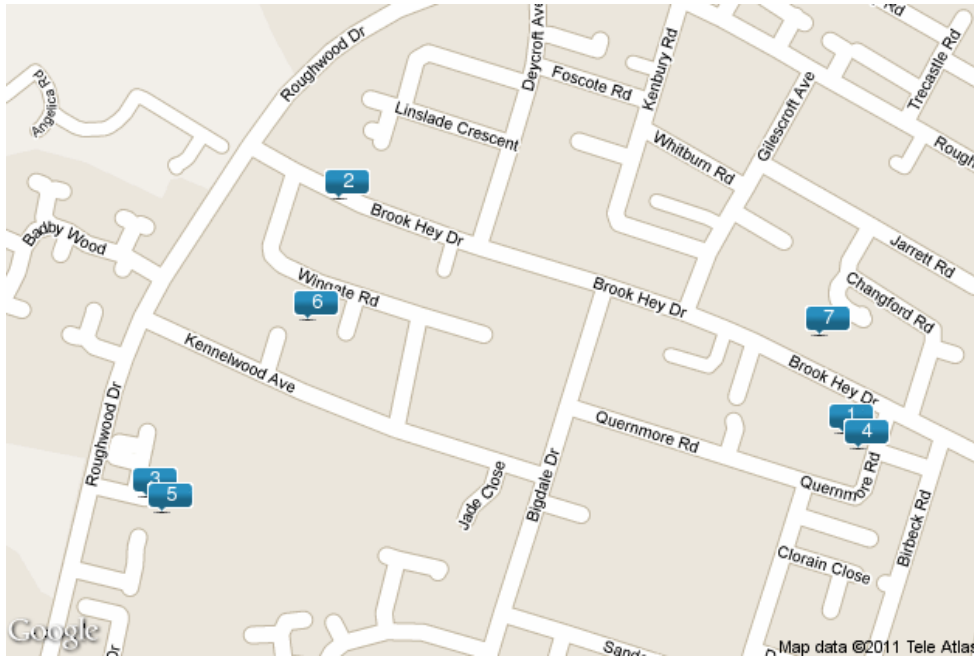 Roughwood Dr
Deycroft Ave
Kenbury Rd
Foscote Rd
Gilescroft Ave
Trecastle Rd
Angelica Rd
Linslade Crescent
Whitburn Rd
Rough
2
Brook Hey Dr
Badby Wood
Jarrett Rd
Wingate Rd
6
Brook Hey Dr
Changford Rd
7
Kennelwood Ave
Brook Hey Dr
Roughwood Dr
1
4
Quernmore Rd
3
5
Jade Close
Bigdale Dr
Quernmore Rd
Birbeck Rd
Clorain Close
Google
Dr
Sand
D
Map data ©2011 Tele Atlas